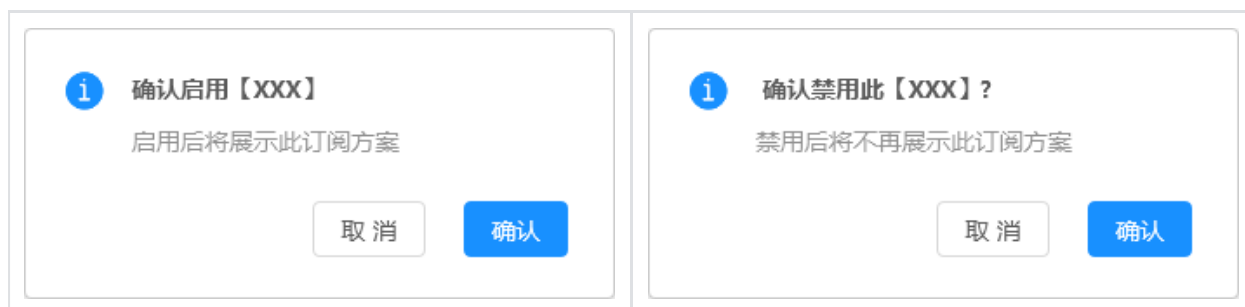 确认启用【XXX】
启用后将展示此订阅方案
取 消
确认
确认禁用此【XXX】?
禁用后将不再展示此订阅方案
取 消
确认